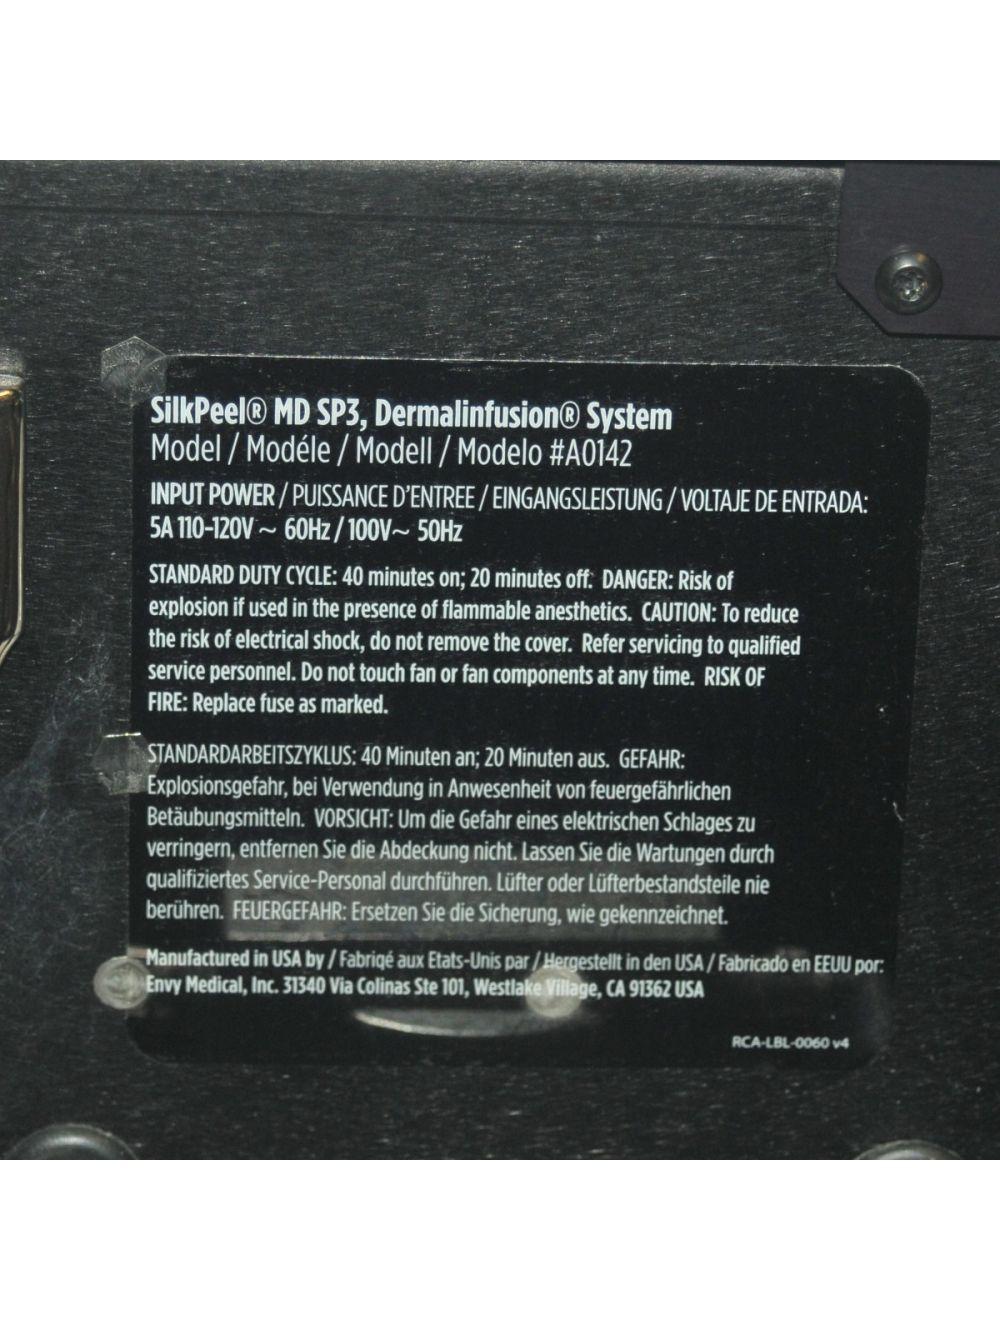 SilkPeel® MD SP3, Dermalinfusion® System
Model / Modéle / Modell / Modelo #A0142
INPUT POWER / PUISSANCE D'ENTREE / EINGANGSLEISTUNG / VOLTAJE DE ENTRADA:
5A 110-120V ~ 60Hz / 100V~ 50Hz
STANDARD DUTY CYCLE: 40 minutes on; 20 minutes off. DANGER: Risk of
explosion if used in the presence of flammable anesthetics. CAUTION: To reduce
the risk of electrical shock, do not remove the cover. Refer servicing to qualified
service personnel. Do not touch fan or fan components at any time. RISK OF
FIRE: Replace fuse as marked.
STANDARDARBEITSZYKLUS: 40 Minuten an; 20 Minuten aus. GEFAHR:
Explosionsgefahr, bei Verwendung in Anwesenheit von feuergefährlichen
Betäubungsmitteln. VORSICHT: Um die Gefahr eines elektrischen Schlages zu
verringern, entfernen Sie die Abdeckung nicht. Lassen Sie die Wartungen durch
qualifiziertes Service-Personal durchführen. Lüfter oder Lüfterbestandsteile nie
berühren. FEUERGEFAHR: Ersetzen Sie die Sicherung, wie gekennzeichnet.
Manufactured in USA by / Fabrigé aux Etats-Unis par / Hergestellt in den USA / Fabricado en EEUU por:
Envy Medical, Inc. 31340 Via Colinas Ste 101, Westlake Village, CA 91362 USA
RCA-LBL-0060 v4